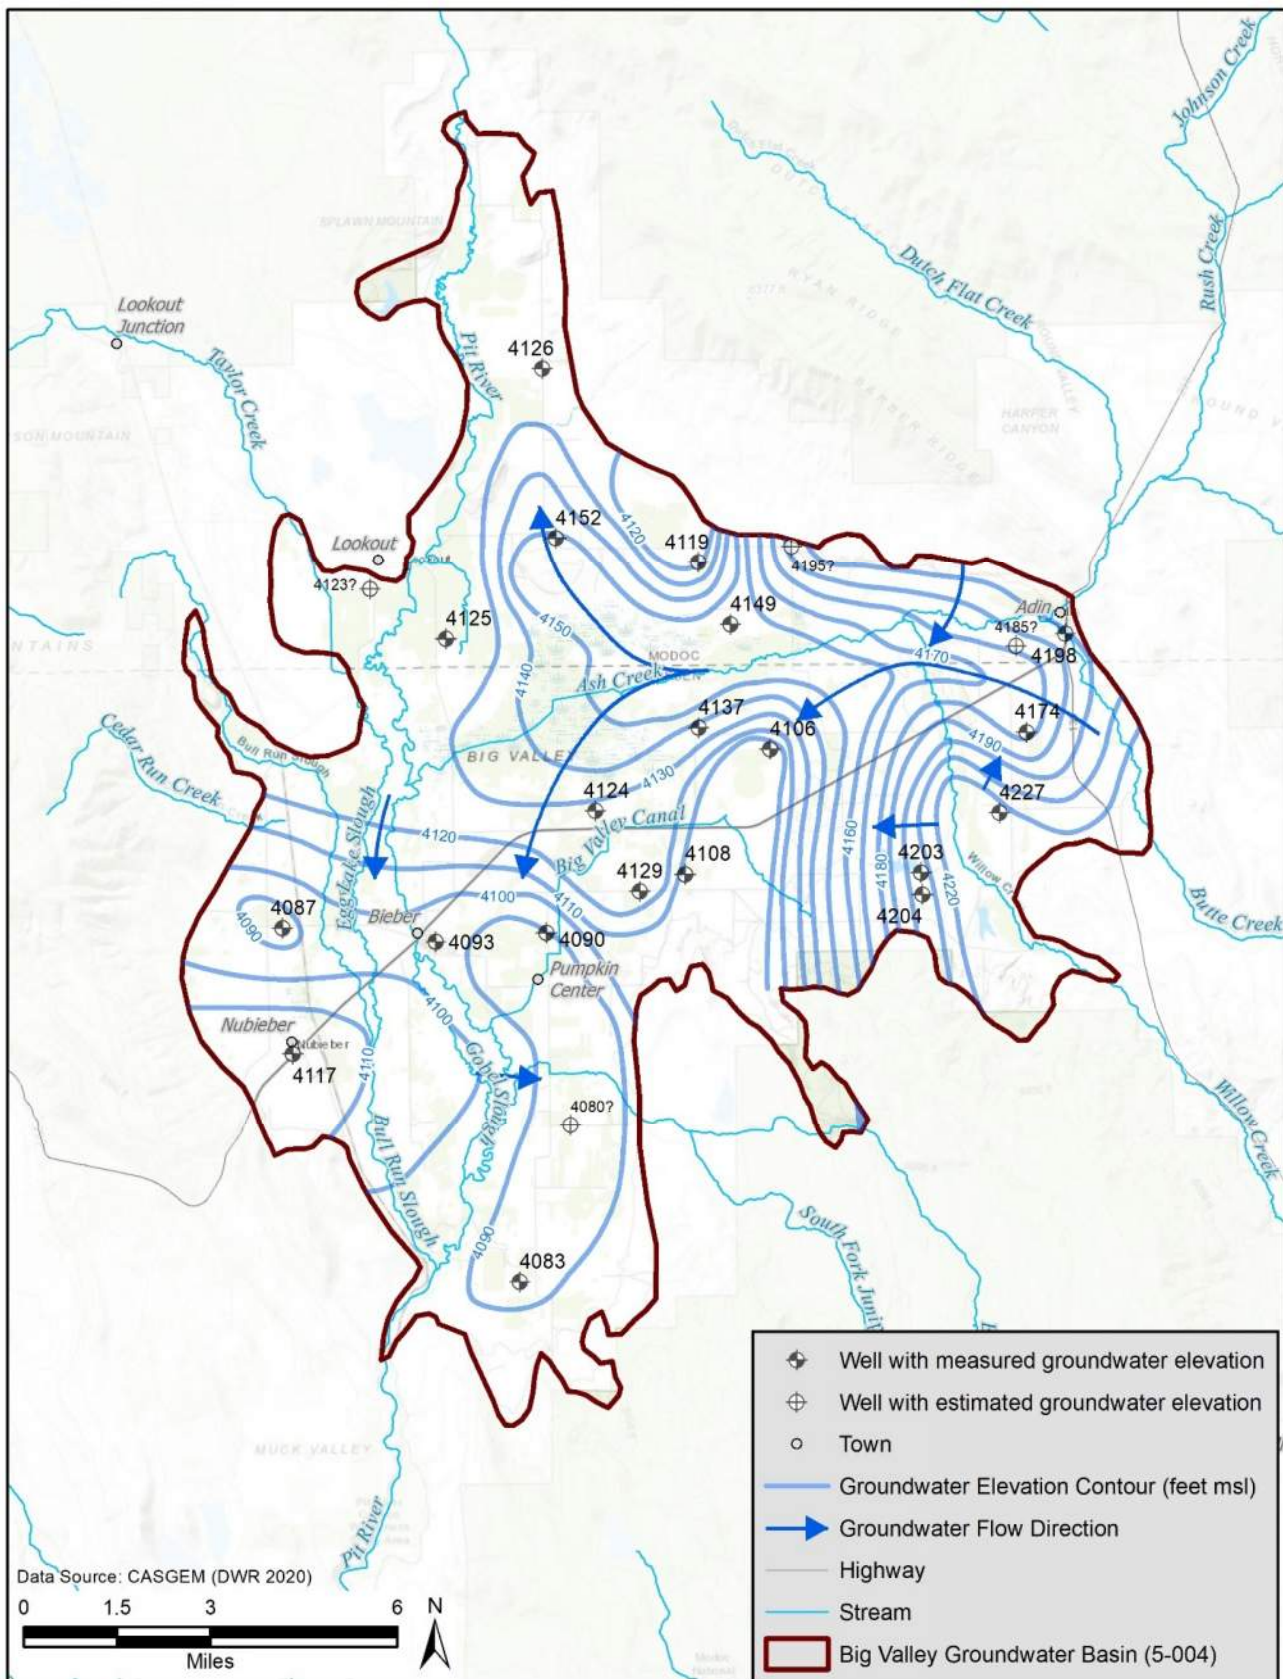 Johnson Creek
Rush Creek
Dutch Flat Creek
SPLAWN MOUNTAIN
RYAN RIDGE
BARBER RIDGE
HARPER
CANYON
Lookout
Junction
Taylor
Creek
Pit River
4126
4152
4120
4119
4195?
Lookout
4123?
4125
4150
4149
Adin
4185?
4198
MODOC
4170
Ash Creek
4140
4137
4106
4174
4190
Cedar Run Creek
Bull Run Slough
BIG VALLEY
4130
4124
4227
Egg Lake Slough
4120
Big Valley Canal
4160
4180
4203
4220
4204
Willow C
Butte Creek
4129
4108
4100
4110
4087
4090
Bieber
4093
4090
Pumpkin
Center
Nubieber
Nubieber
4117
4110
4100
Gobel Slough
4080?
Bull Run Slough
4090
4083
Willow Creek
South Fork Junip
MUCK VALLEY
Pit River
Data Source: CASGEM (DWR 2020)
0 1.5 3 6
Miles
N
Well with measured groundwater elevation
Well with estimated groundwater elevation
Town
Groundwater Elevation Contour (feet msl)
Groundwater Flow Direction
Highway
Stream
Big Valley Groundwater Basin (5-004)